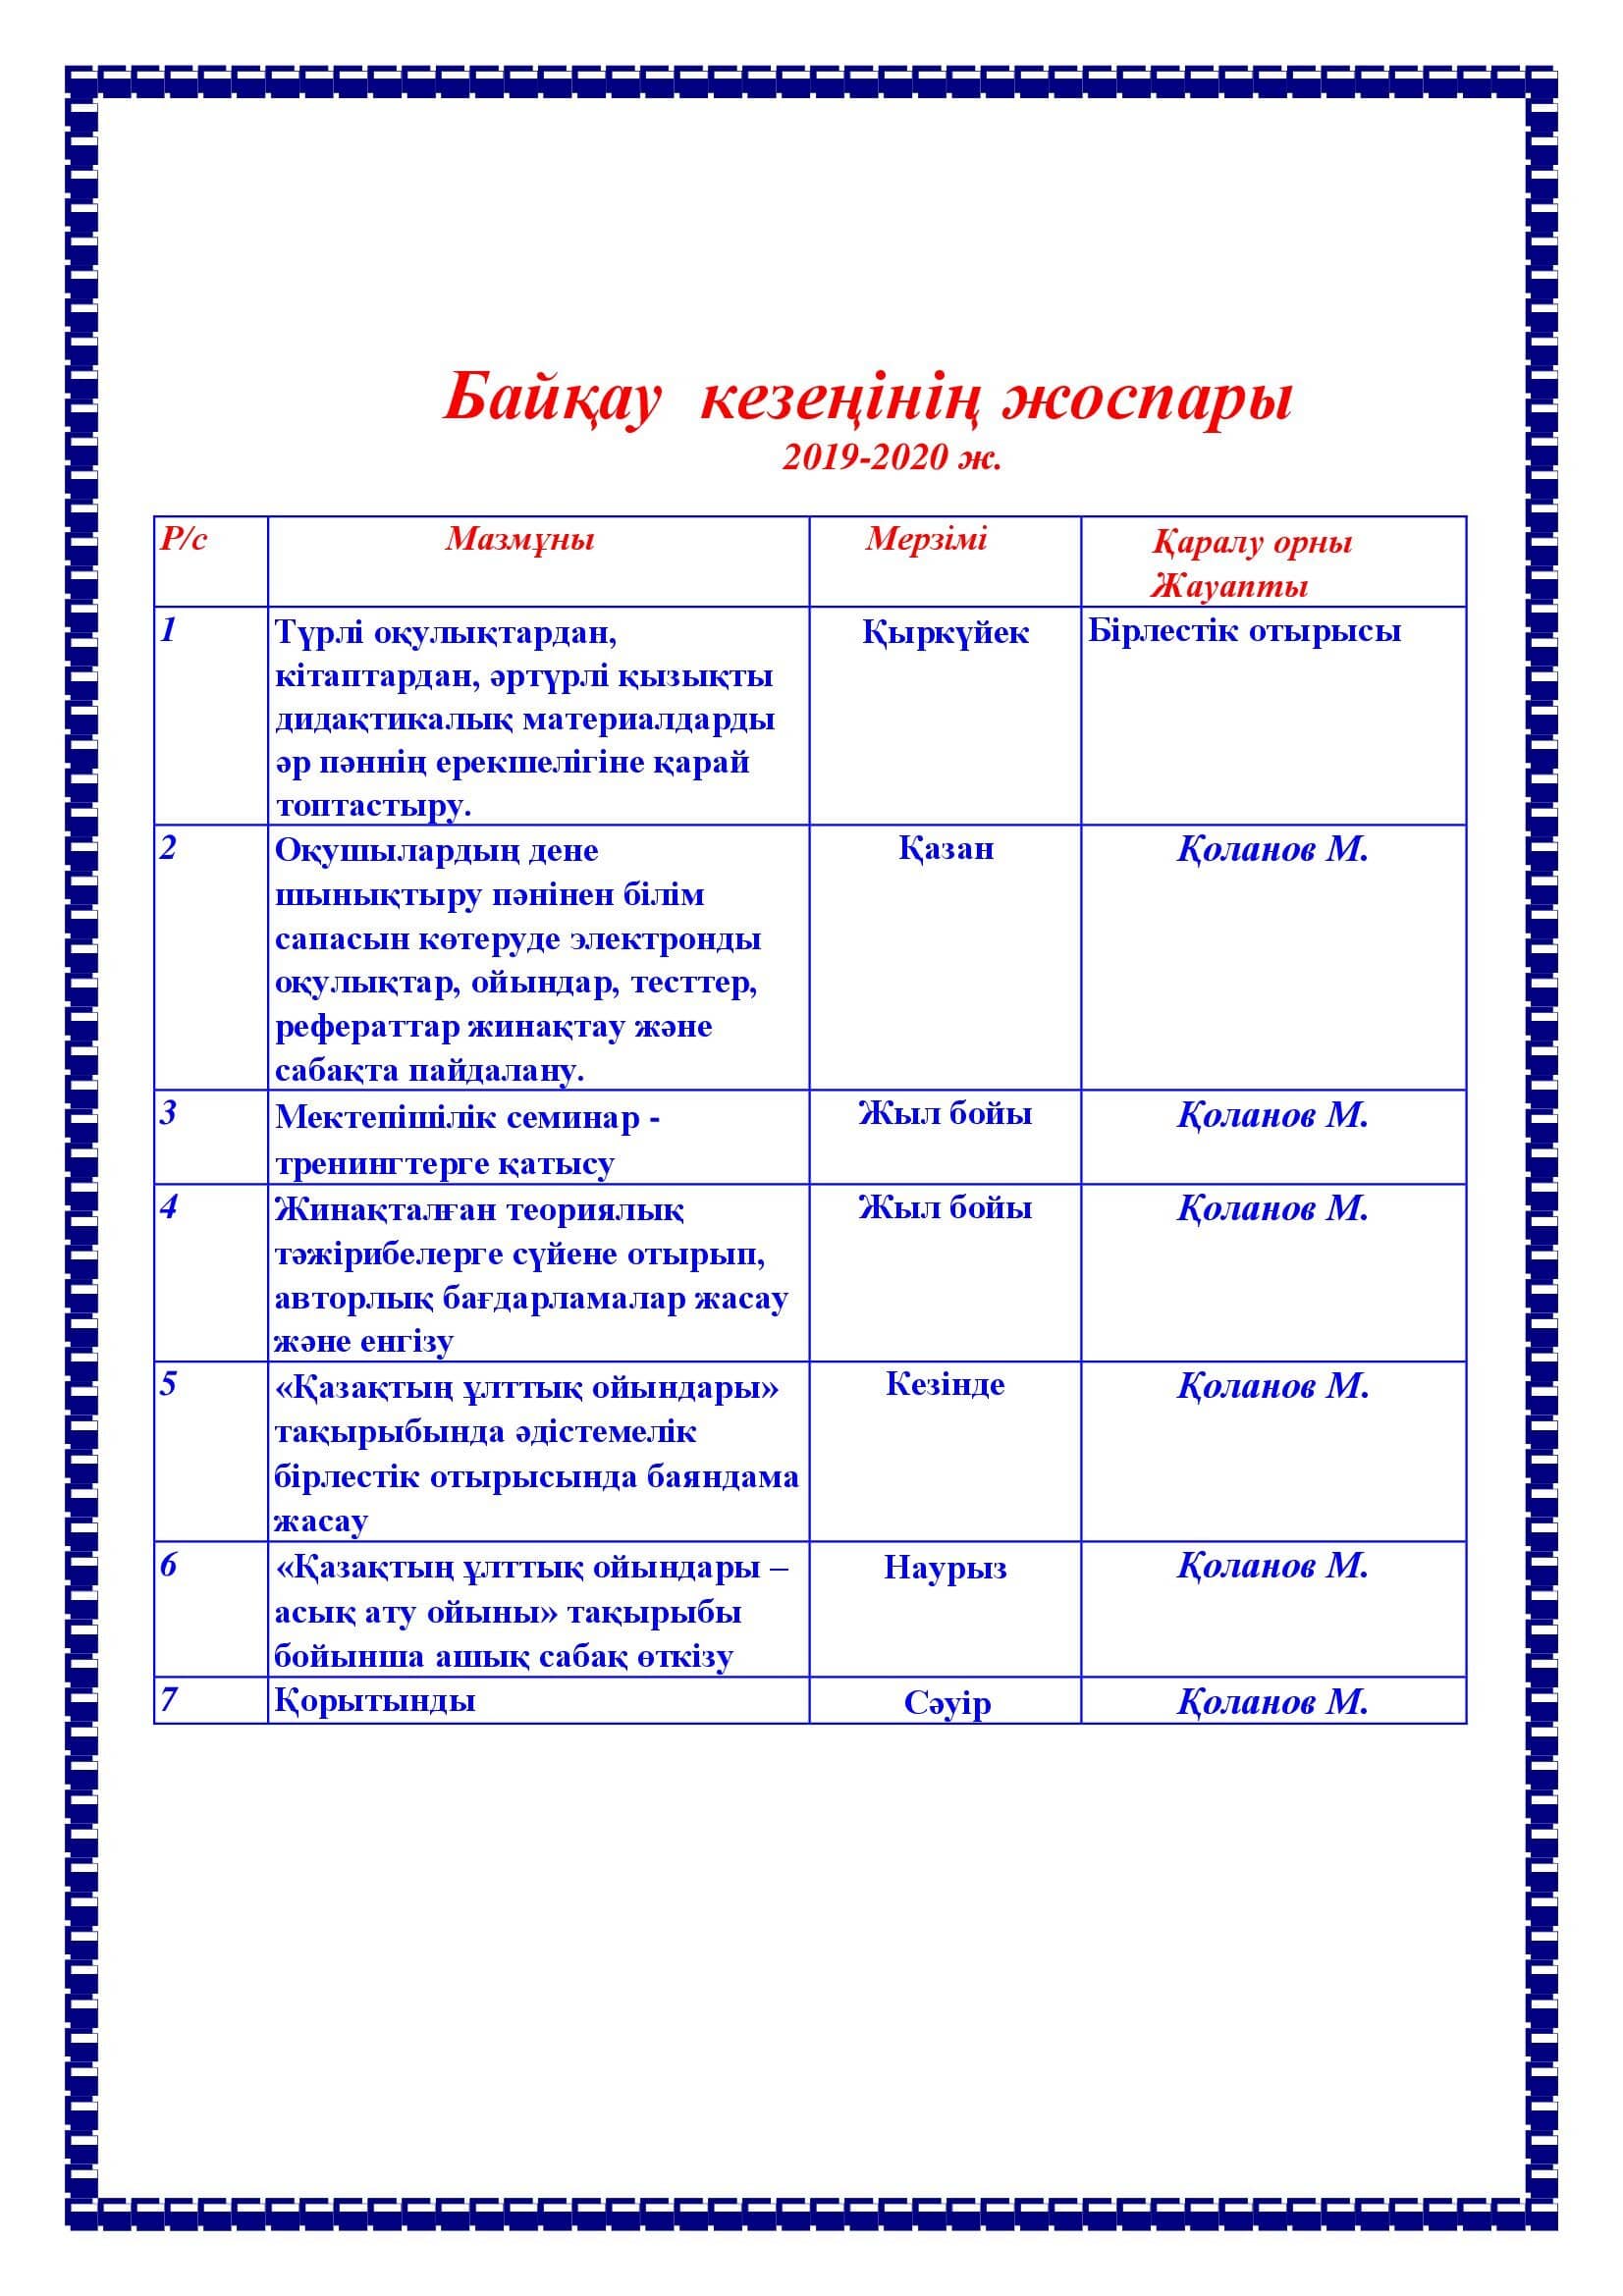 Байқау кезеңінің жоспары
2019-2020 ж.
Р/с Мазмұны Мерзімі Қаралу орны
Жауапты
1 Түрлі оқулықтардан, Қыркүйек Бірлестік отырысы
кітаптардан, әртүрлі қызықты
дидақтикалық материалдарды
әр пәннің ерекшелігіне қарай
топтастыру.
2 Оқушылардың дене Қазан Қоланов М.
шынықтыру пәнінен білім
сапасын көтеруде электронды
оқулықтар, ойындар, тесттер,
рефераттар жинақтау және
сабақта пайдалану.
3 Мектепішілік семинар - Жыл бойы Қоланов М.
тренингтерге қатысу
4 Жинақталған теориялық Жыл бойы Қоланов М.
тәжірибелерге сүйене отырып,
авторлық бағдарламалар жасау
және енгізу
5 «Қазақтың ұлттық ойындары» Кезінде Қоланов М.
тақырыбында әдістемелік
бірлестік отырысында баяндама
жасау
6 «Қазақтың ұлттық ойындары – Наурыз Қоланов М.
асық ату ойыны» тақырыбы
бойынша ашық сабақ өткізу
7 Қорытынды Сәуір Қоланов М.